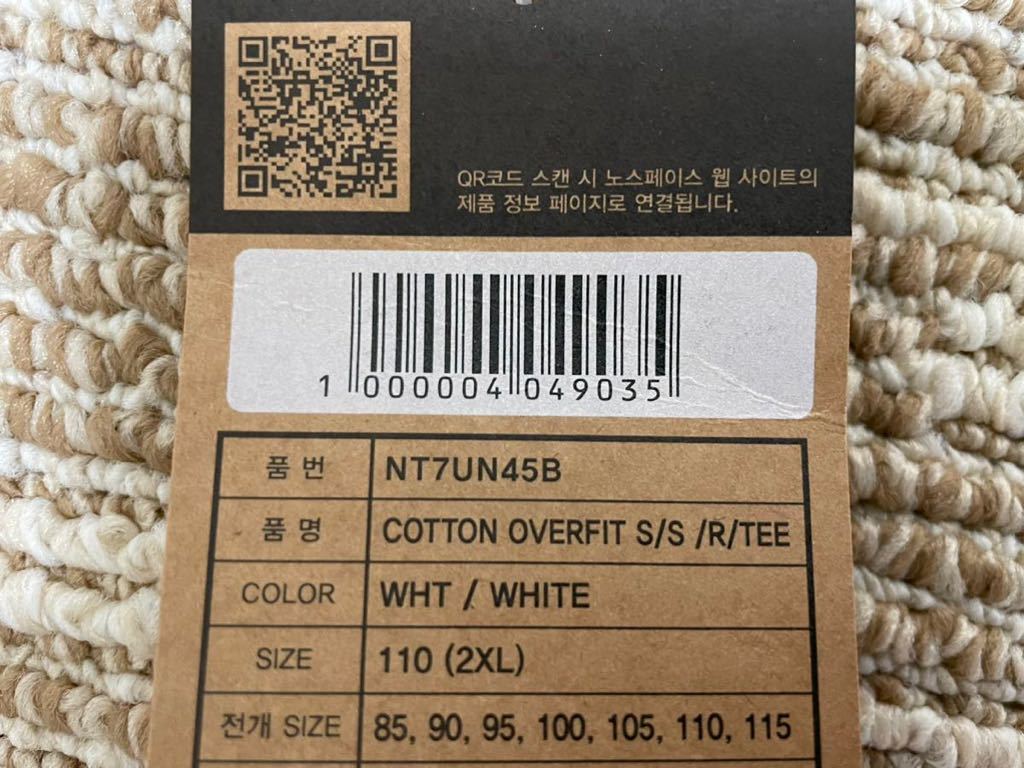 QR코드 스캔 시 노스페이스 웹 사이트의
제품 정보 페이지로 연결됩니다.
1 000004 049035
품 번 NT7UN45B
품 명 COTTON OVERFIT S/S /R/TEE
COLOR WHT / WHITE
SIZE 110 (2XL)
전개 SIZE 85, 90, 95, 100, 105, 110, 115